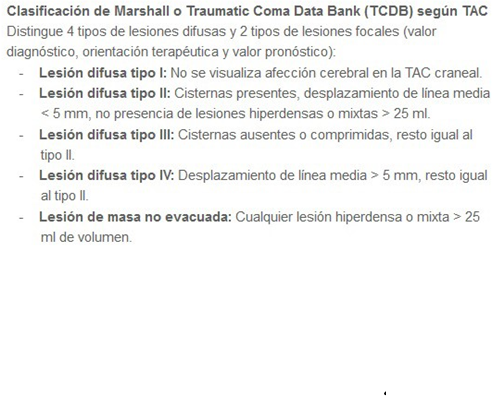 Clasificación de Marshall o Traumatic Coma Data Bank (TCDB) según TAC
Distingue 4 tipos de lesiones difusas y 2 tipos de lesiones focales (valor
diagnóstico, orientación terapéutica y valor pronóstico):
- Lesión difusa tipo I: No se visualiza afección cerebral en la TAC craneal.
- Lesión difusa tipo II: Cisternas presentes, desplazamiento de línea media
< 5 mm, no presencia de lesiones hiperdensas o mixtas > 25 ml.
- Lesión difusa tipo III: Cisternas ausentes o comprimidas, resto igual al
tipo II.
- Lesión difusa tipo IV: Desplazamiento de línea media > 5 mm, resto igual
al tipo II.
- Lesión de masa no evacuada: Cualquier lesión hiperdensa o mixta > 25
ml de volumen.